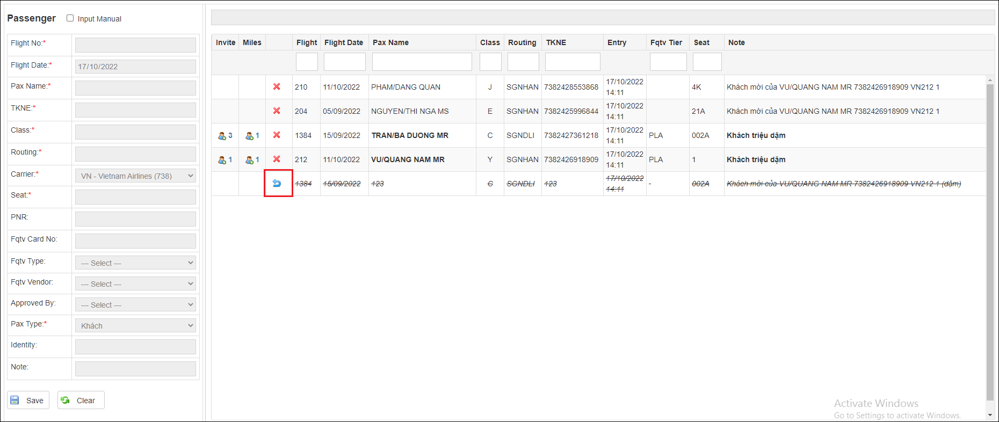 Passenger Input Manual
Flight No:*
Flight Date:* 17/10/2022
Pax Name:*
TKNE:*
Class:*
Routing:*
Carrier:* VN - Vietnam Airlines (738)
Seat:*
PNR:
Fqtv Card No:
Fqtv Type: --- Select ---
Fqtv Vendor: --- Select ---
Approved By: --- Select ---
Pax Type:* Khách
Identity:
Note:
Save Clear
Invite Miles Flight Flight Date Pax Name Class Routing TKNE Entry Fqtv Tier Seat Note
210 11/10/2022 PHAM/DANG QUAN J SGNHAN 7382428553868 17/10/2022 14:11 4K Khách mời của VU/QUANG NAM MR 7382426918909 VN212 1
204 05/09/2022 NGUYEN/THI NGA MS E SGNHAN 7382425996844 17/10/2022 14:11 21A Khách mời của VU/QUANG NAM MR 7382426918909 VN212 1
3 1 1384 15/09/2022 TRAN/BA DUONG MR C SGNDLI 7382427361218 17/10/2022 14:11 PLA 002A Khách triệu dặm
1 1 212 11/10/2022 VU/QUANG NAM MR Y SGNHAN 7382426918909 17/10/2022 14:11 PLA 1 Khách triệu dặm
1384 15/09/2022 123 C SGNDLI 123 17/10/2022 14:11 - 002A Khách mời của VU/QUANG NAM MR 7382426918909 VN212 1 (dặm)
Activate Windows
Go to Settings to activate Windows.